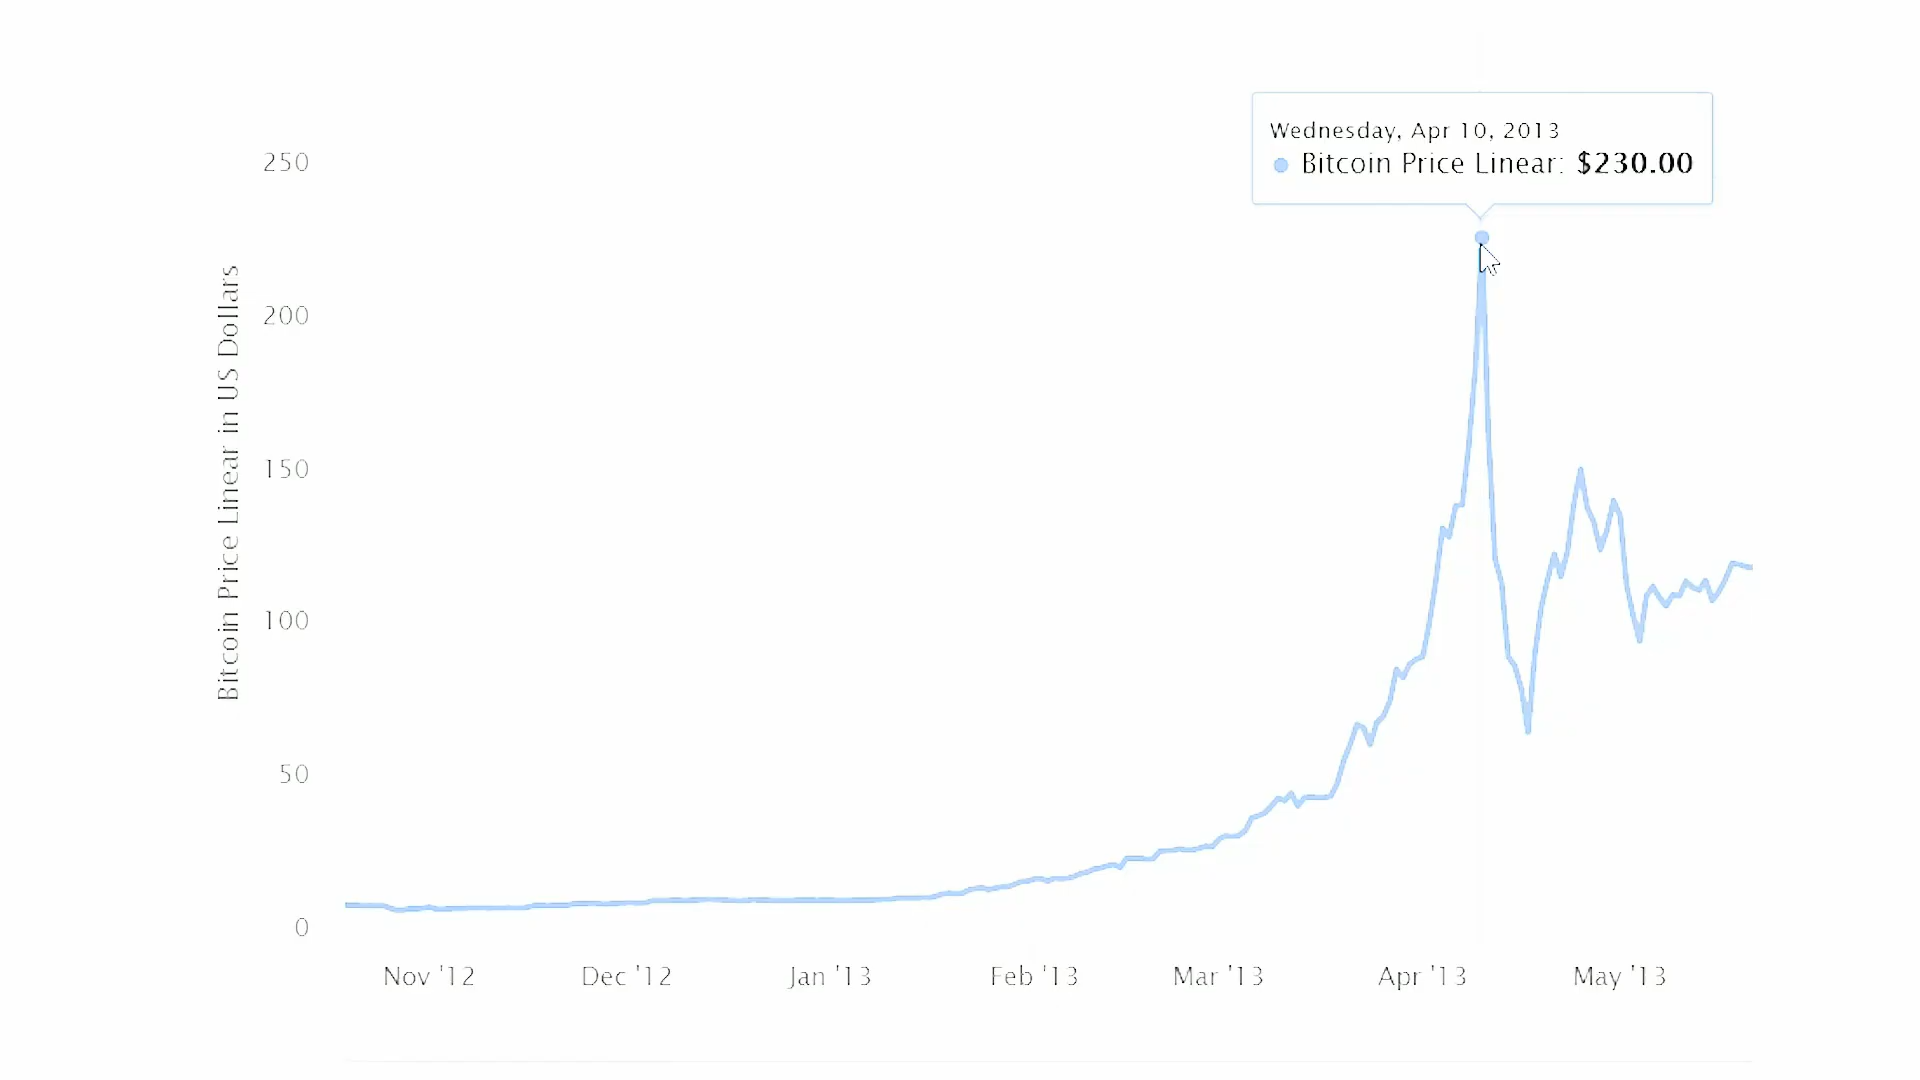 Wednesday, Apr 10, 2013
Bitcoin Price Linear: $230.00
Bitcoin Price Linear in US Dollars
250
200
150
100
50
0
Nov '12 Dec '12 Jan '13 Feb '13 Mar '13 Apr '13 May '13